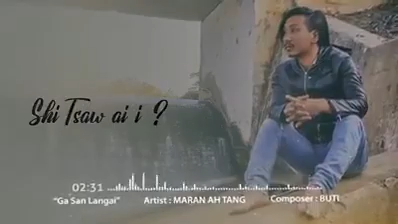 Shi Tsaw ai i ?
02:31
"Ga San Langai" Artist : MARAN AH TANG Composer : BUTI